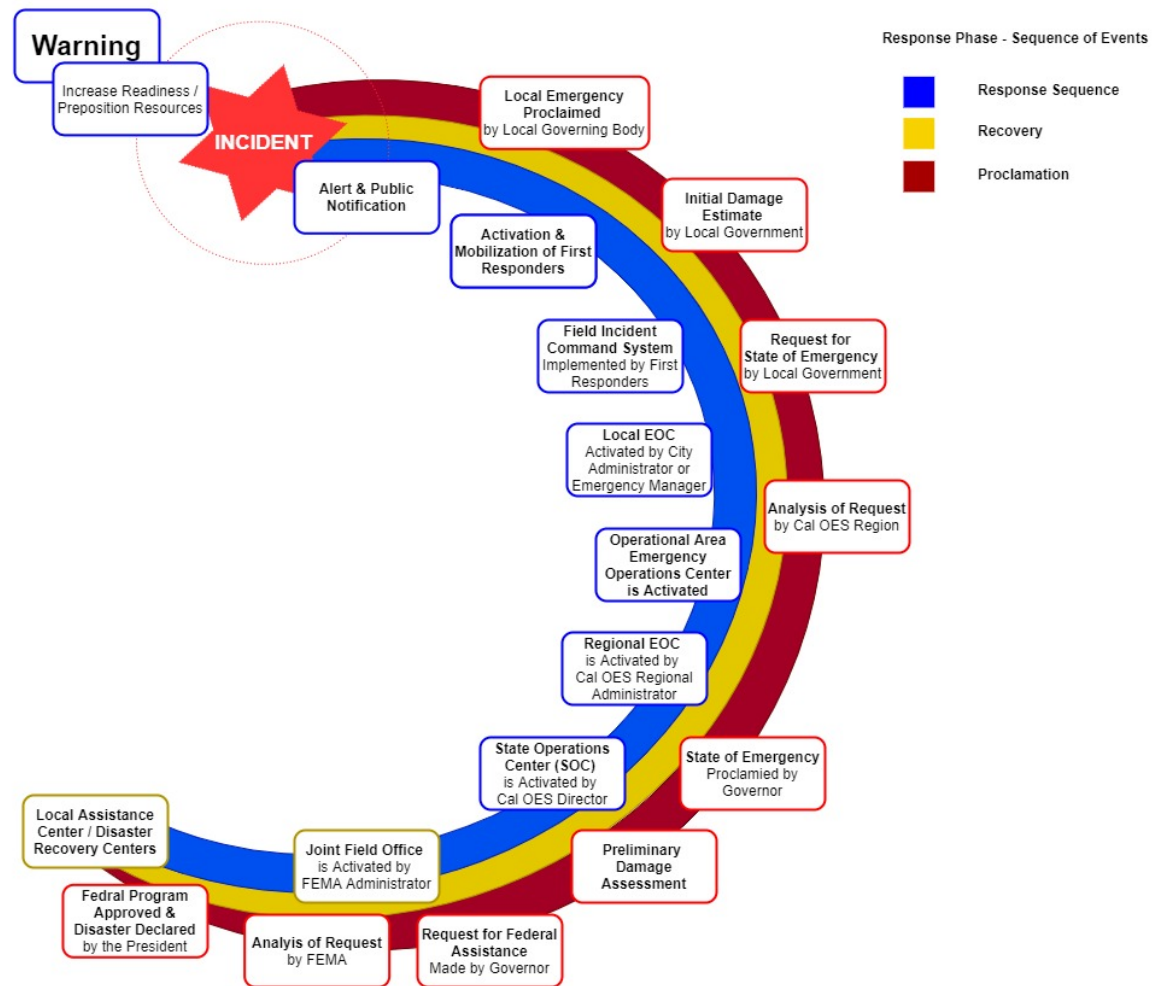 Warning
Increase Readiness /
Preposition Resources
INCIDENT
Response Phase - Sequence of Events
Response Sequence
Recovery
Proclamation
Alert & Public
Notification
Activation &
Mobilization of First
Responders
Field Incident
Command System
Implemented by First
Responders
Local EOC
Activated by City
Administrator or
Emergency Manager
Operational Area
Emergency
Operations Center
is Activated
Regional EOC
is Activated by
Cal OES Regional
Administrator
State Operations
Center (SOC)
is Activated by
Cal OES Director
Joint Field Office
is Activated by
FEMA Administrator
Local Assistance
Center / Disaster
Recovery Centers
Local Emergency
Proclaimed
by Local Governing Body
Initial Damage
Estimate
by Local Government
Request for
State of Emergency
by Local Government
Analysis of Request
by Cal OES Region
State of Emergency
Proclamied by
Governor
Preliminary
Damage
Assessment
Request for Federal
Assistance
Made by Governor
Analyis of Request
by FEMA
Fedral Program
Approved &
Disaster Declared
by the President